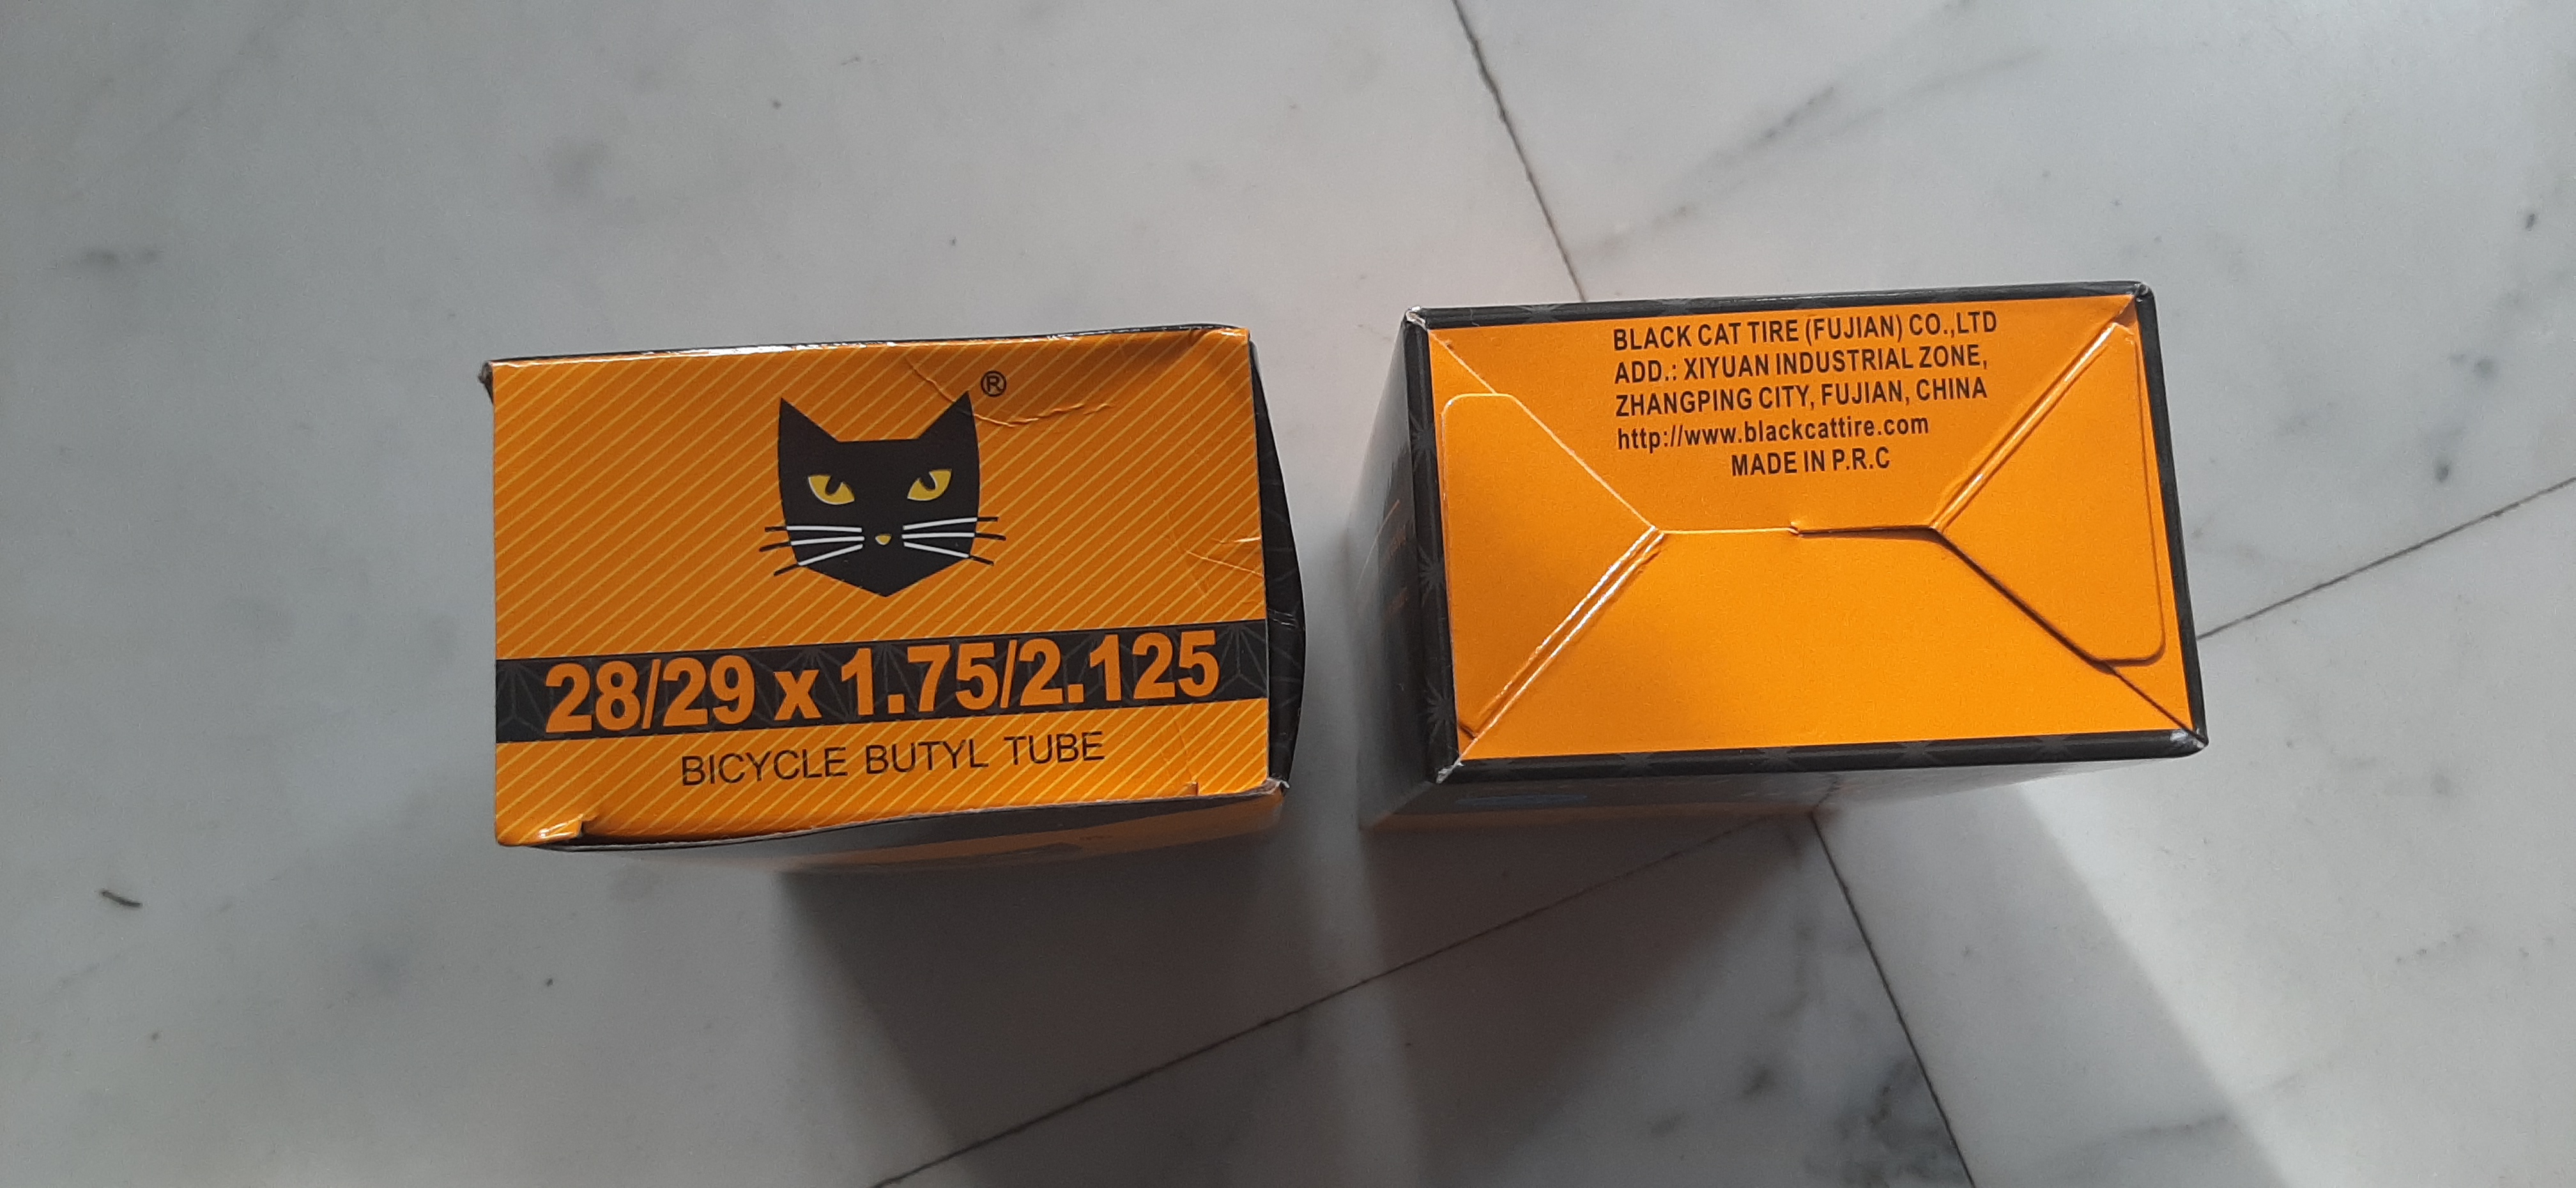 ®
28/29 x 1.75/2.125
BICYCLE BUTYL TUBE
BLACK CAT TIRE (FUJIAN) CO.,LTD
ADD.: XIYUAN INDUSTRIAL ZONE,
ZHANGPING CITY, FUJIAN, CHINA
http://www.blackcattire.com
MADE IN P.R.C